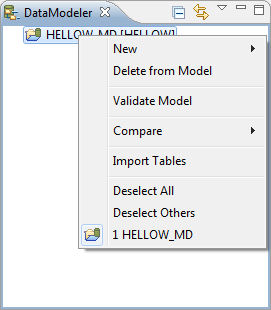 DataModeler
HELLOW_MD [HELLOW]
New
Delete from Model
Validate Model
Compare
Import Tables
Deselect All
Deselect Others
1 HELLOW_MD